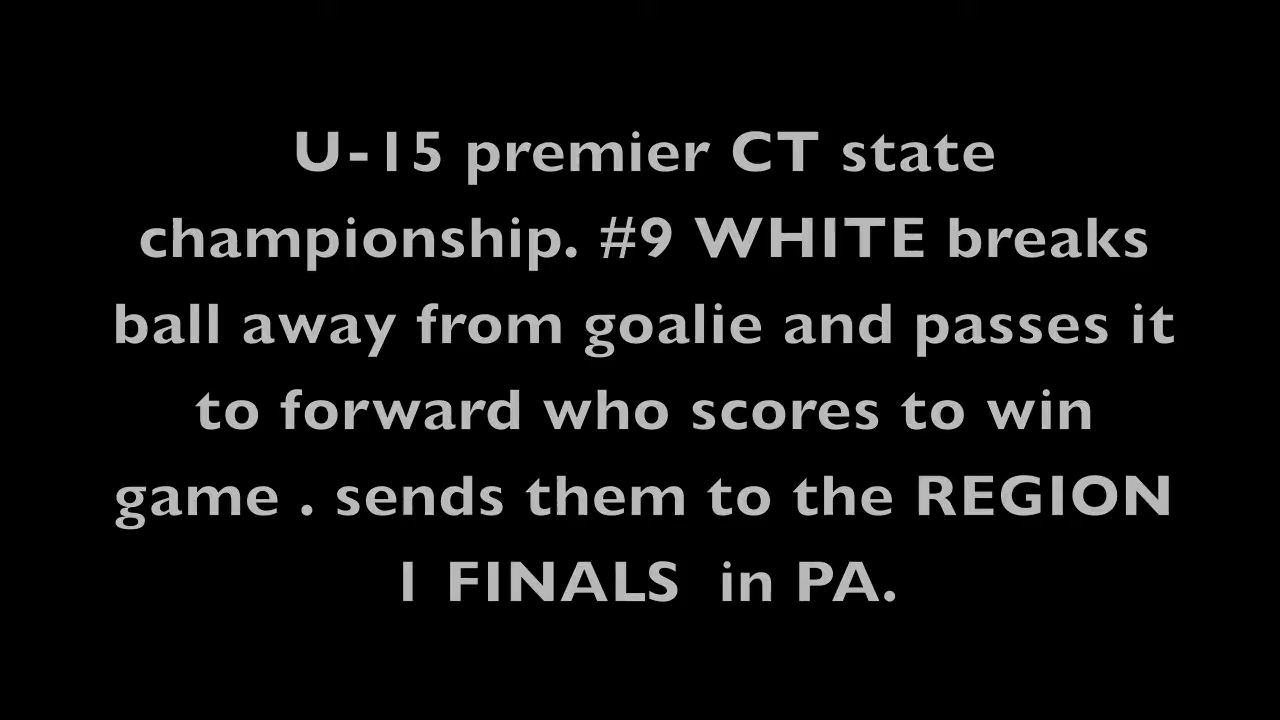 U-15 premier CT state
championship. #9 WHITE breaks
ball away from goalie and passes it
to forward who scores to win
game . sends them to the REGION
1 FINALS  in PA.